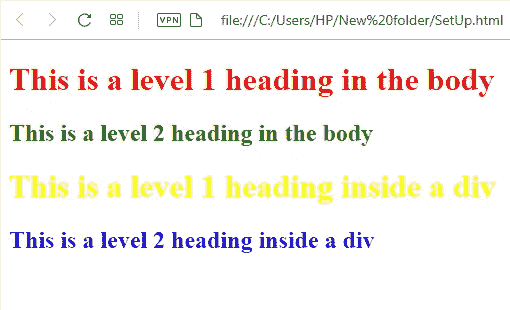 VPN file:///C:/Users/HP/New%20folder/SetUp.html
This is a level 1 heading in the body
This is a level 2 heading in the body
This is a level 1 heading inside a div
This is a level 2 heading inside a div